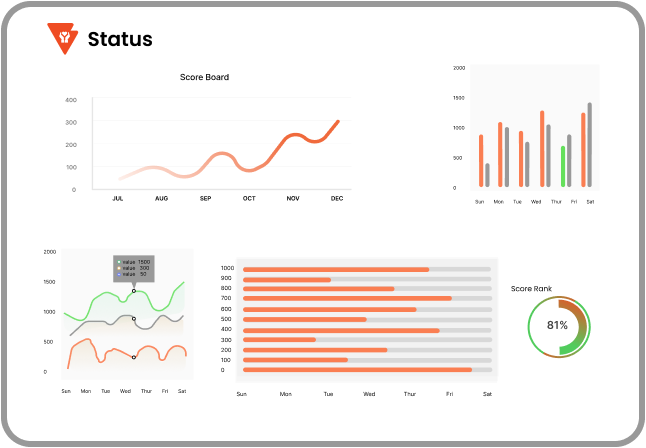 Status
Score Board
400
300
200
100
0
JUL AUG SEP OCT NOV DEC
2000
1500
1000
500
0
Sun Mon Tue Wed Thur Fri Sat
2000
1500
1000
500
0
value 1500
value 300
value 50
Sun Mon Tue Wed Thur Fri Sat
1000
900
800
700
600
500
400
300
200
100
0
Sun Mon Tue Wed Thur Fri Sat
Score Rank
81%